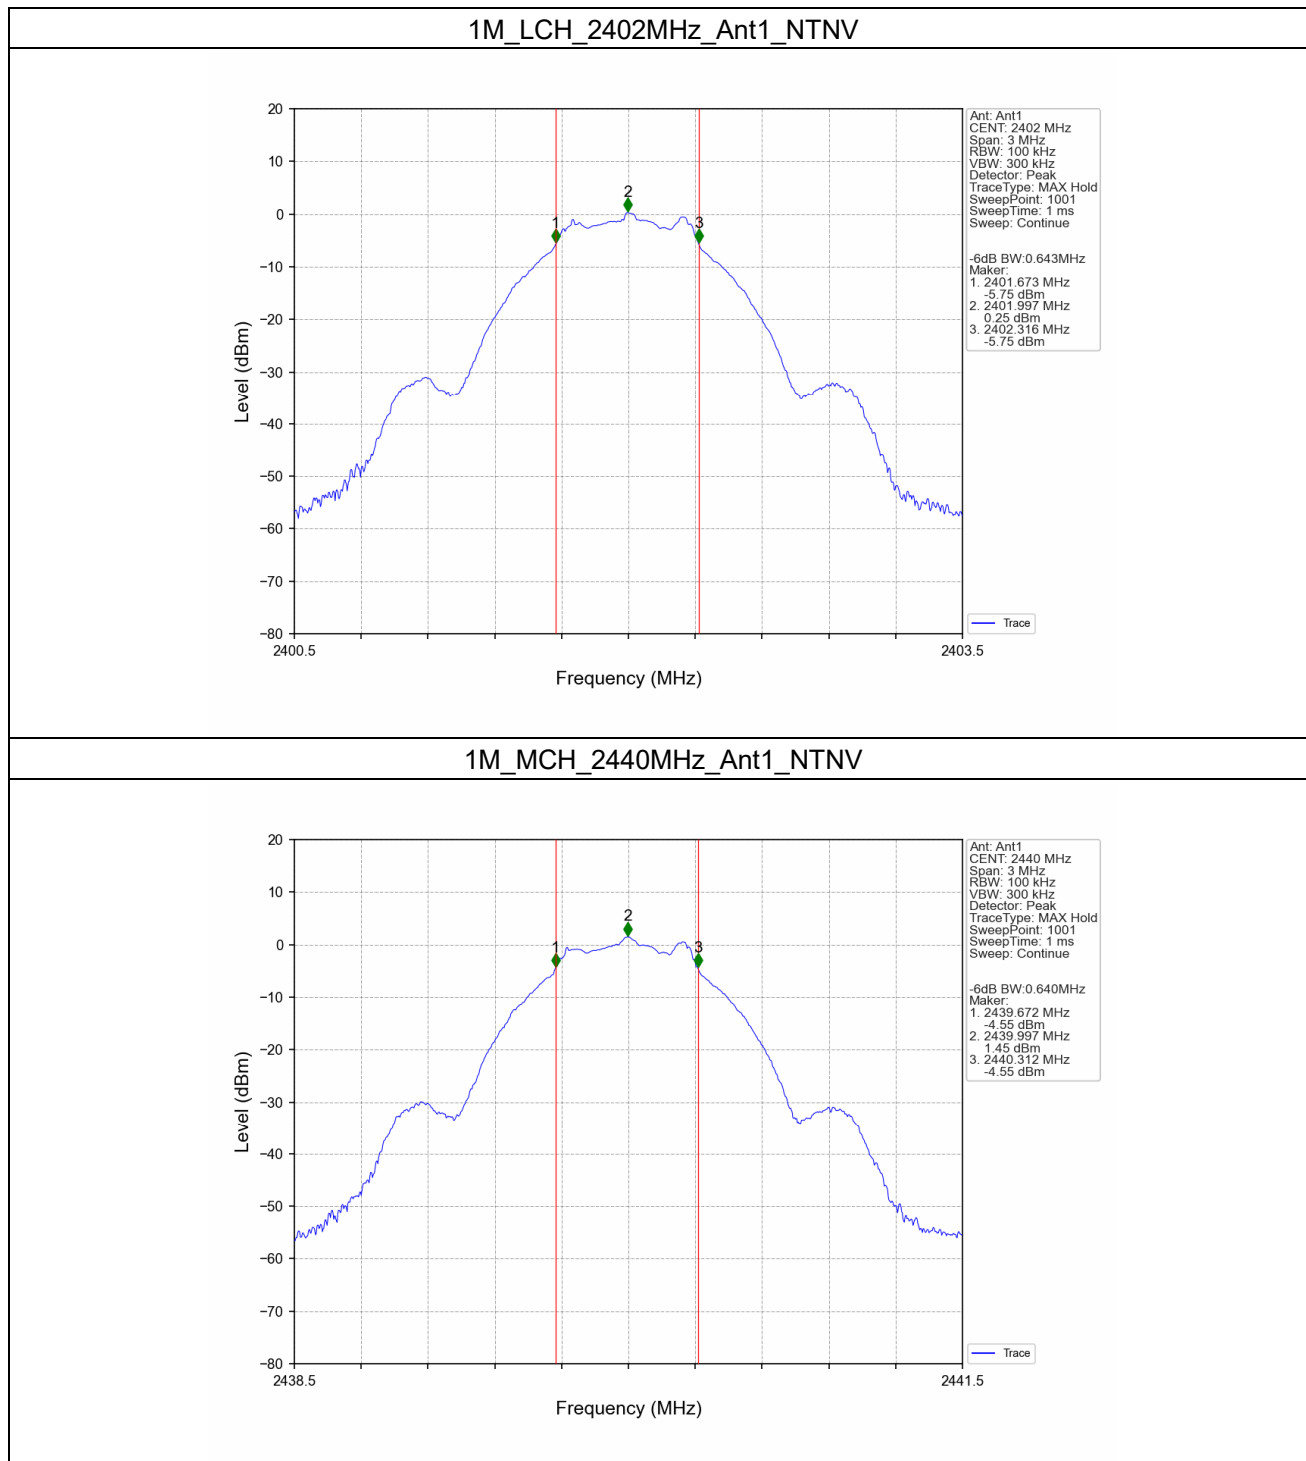 1M_LCH_2402MHz_Ant1_NTNV
20
10
0
−10
−20
−30
−40
−50
−60
−70
−80
Level (dBm)
1
2
3
2400.5
2403.5
Frequency (MHz)
Ant: Ant1
CENT: 2402 MHz
Span: 3 MHz
RBW: 100 kHz
VBW: 300 kHz
Detector: Peak
TraceType: MAX Hold
SweepPoint: 1001
SweepTime: 1 ms
Sweep: Continue
-6dB BW:0.643MHz
Maker:
1. 2401.673 MHz
-5.75 dBm
2. 2401.997 MHz
0.25 dBm
3. 2402.316 MHz
-5.75 dBm
Trace
1M_MCH_2440MHz_Ant1_NTNV
20
10
0
−10
−20
−30
−40
−50
−60
−70
−80
Level (dBm)
1
2
3
2438.5
2441.5
Frequency (MHz)
Ant: Ant1
CENT: 2440 MHz
Span: 3 MHz
RBW: 100 kHz
VBW: 300 kHz
Detector: Peak
TraceType: MAX Hold
SweepPoint: 1001
SweepTime: 1 ms
Sweep: Continue
-6dB BW:0.640MHz
Maker:
1. 2439.672 MHz
-4.55 dBm
2. 2439.997 MHz
1.45 dBm
3. 2440.312 MHz
-4.55 dBm
Trace